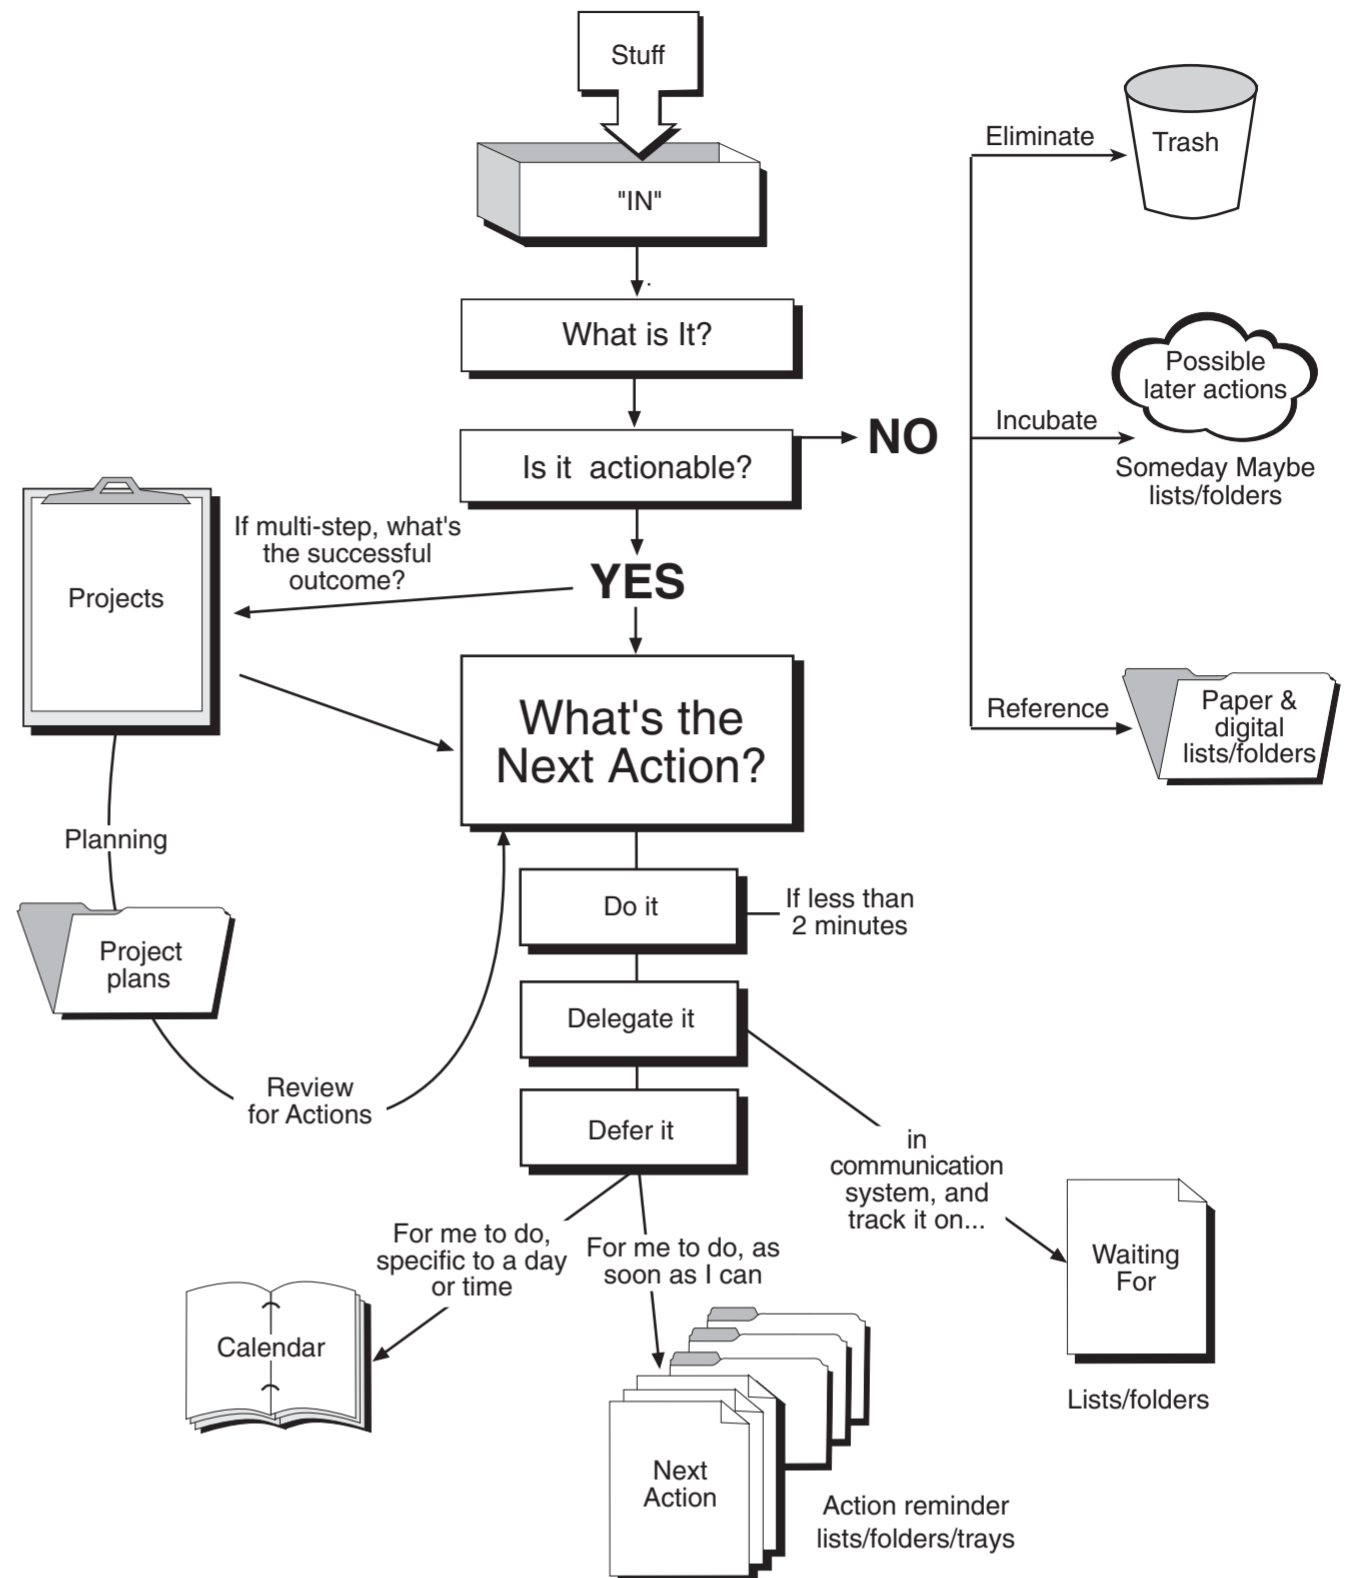 Stuff
"IN"
What is It?
Is it  actionable?
NO
Eliminate
Trash
Incubate
Possible
later actions
Someday Maybe
lists/folders
Reference
Paper &
digital
lists/folders
YES
If multi-step, what's
the successful
outcome?
Projects
Planning
Project
plans
Review
for Actions
What's the
Next Action?
Do it
If less than
2 minutes
Delegate it
in
communication
system, and
track it on...
Waiting
For
Lists/folders
Defer it
For me to do,
specific to a day
or time
Calendar
For me to do, as
soon as I can
Next
Action
Action reminder
lists/folders/trays